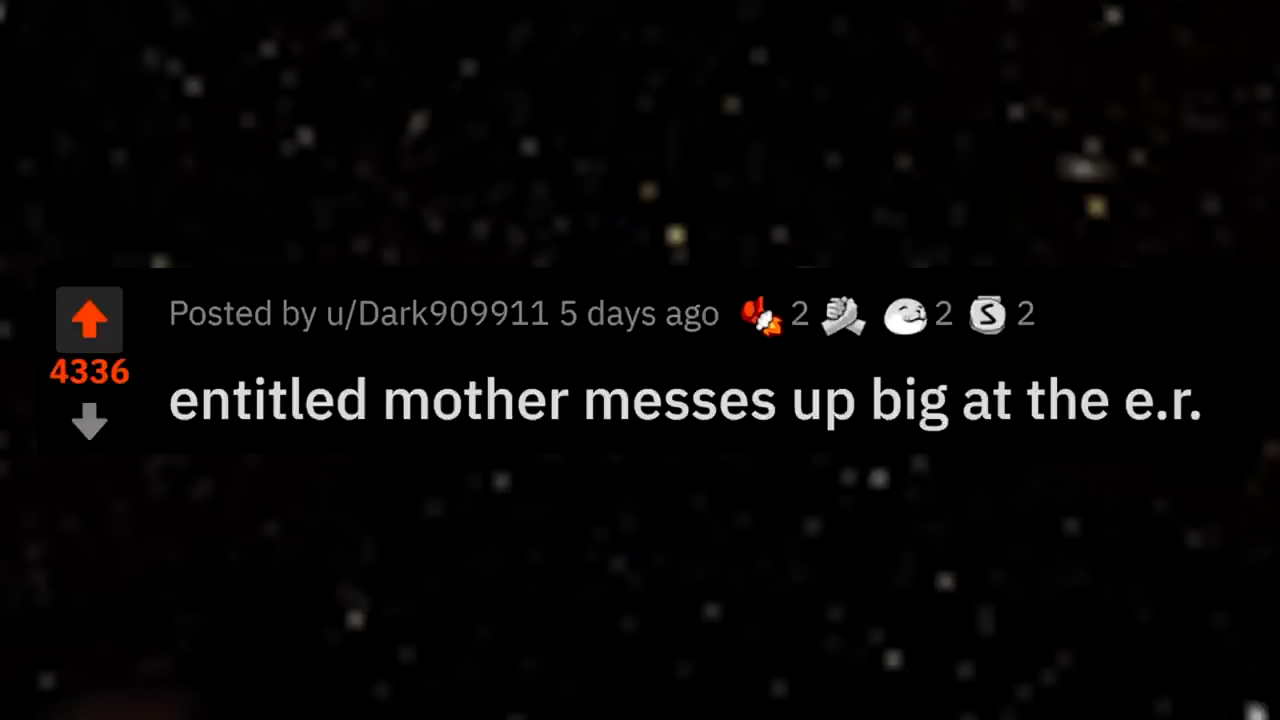 Posted by u/Dark909911 5 days ago 2 2 S 2
4336
entitled mother messes up big at the e.r.